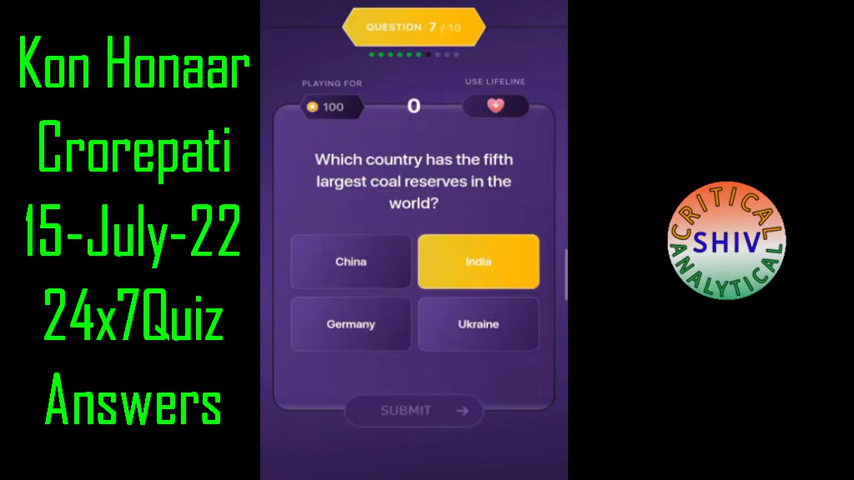 Kon Honaar
Crorepati
15-July-22
24x7Quiz
Answers
QUESTION : 7 / 10
PLAYING FOR
100
0
USE LIFELINE
Which country has the fifth
largest coal reserves in the
world?
China
India
Germany
Ukraine
SUBMIT
CRITICAL
SHIV
ANALYTICAL